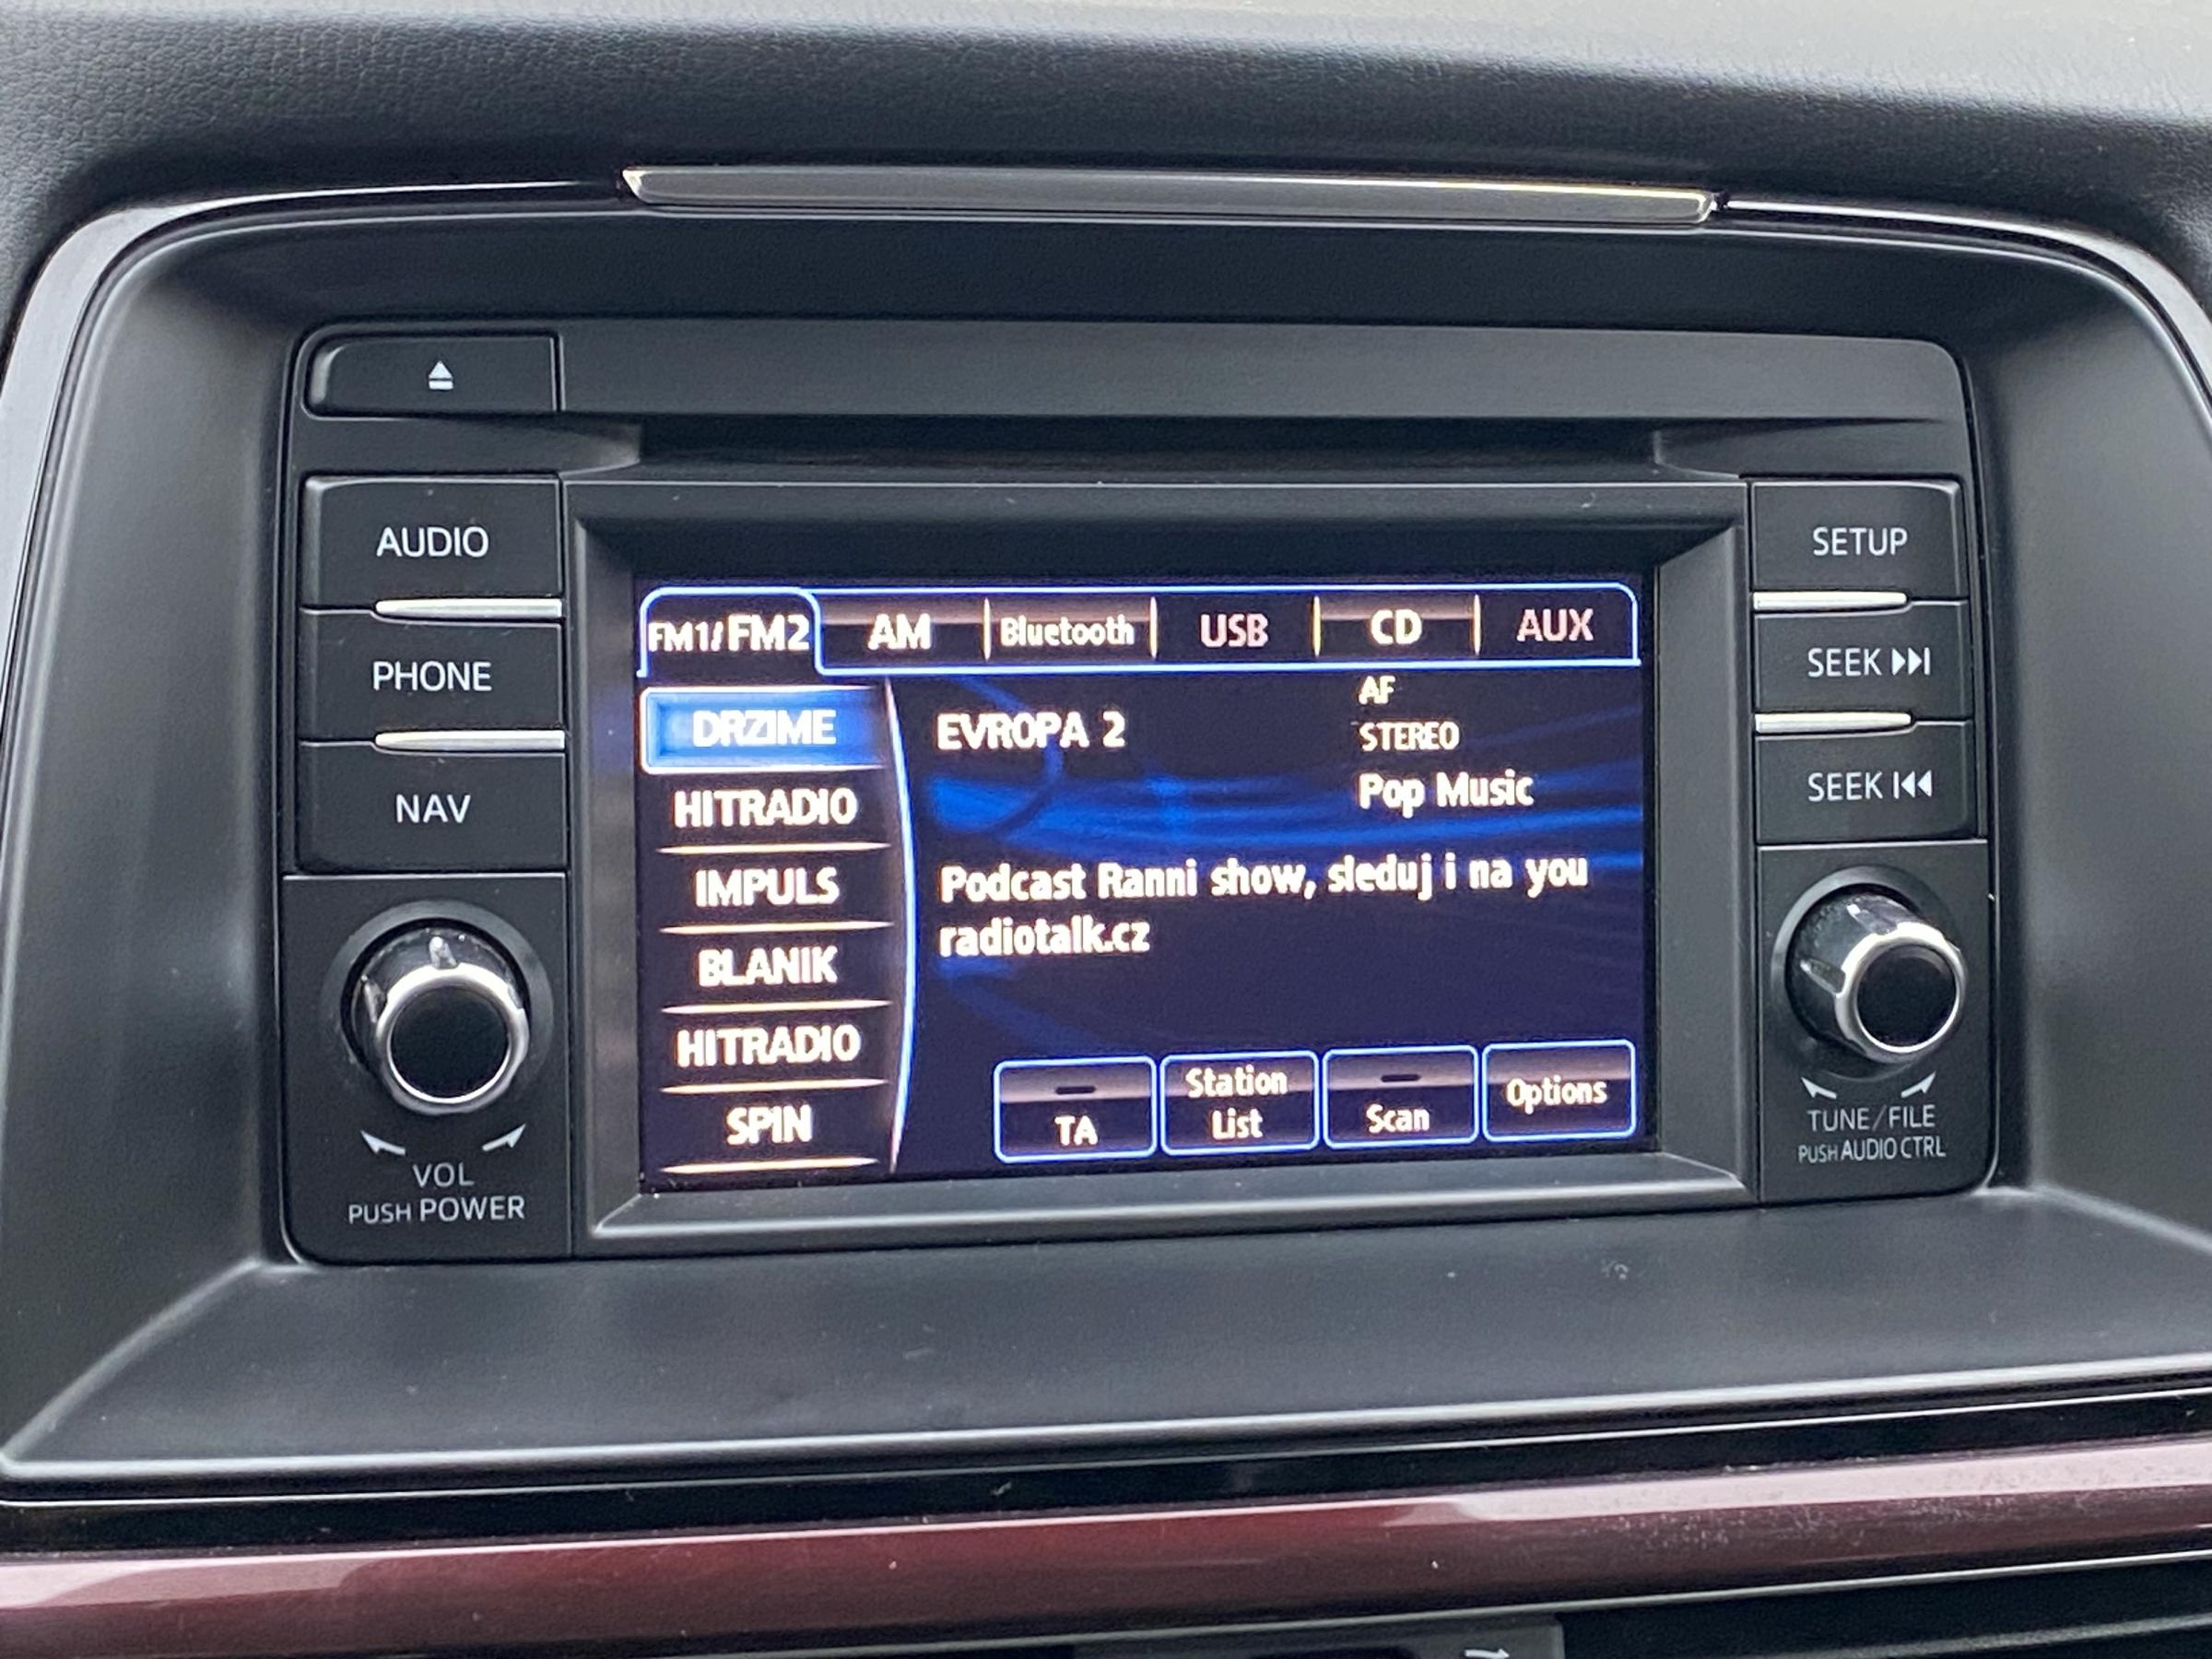 AUDIO
PHONE
NAV
VOL
PUSH POWER
FM1/FM2 AM Bluetooth USB CD AUX
DRZIME
HITRADIO
IMPULS
BLANIK
HITRADIO
SPIN
EVROPA 2
AF
STEREO
Pop Music
Podcast Ranni show, sleduj i na you
radiotalk.cz
TA
Station
List
Scan
Options
SETUP
SEEK
SEEK
TUNE/FILE
PUSH AUDIO CTRL